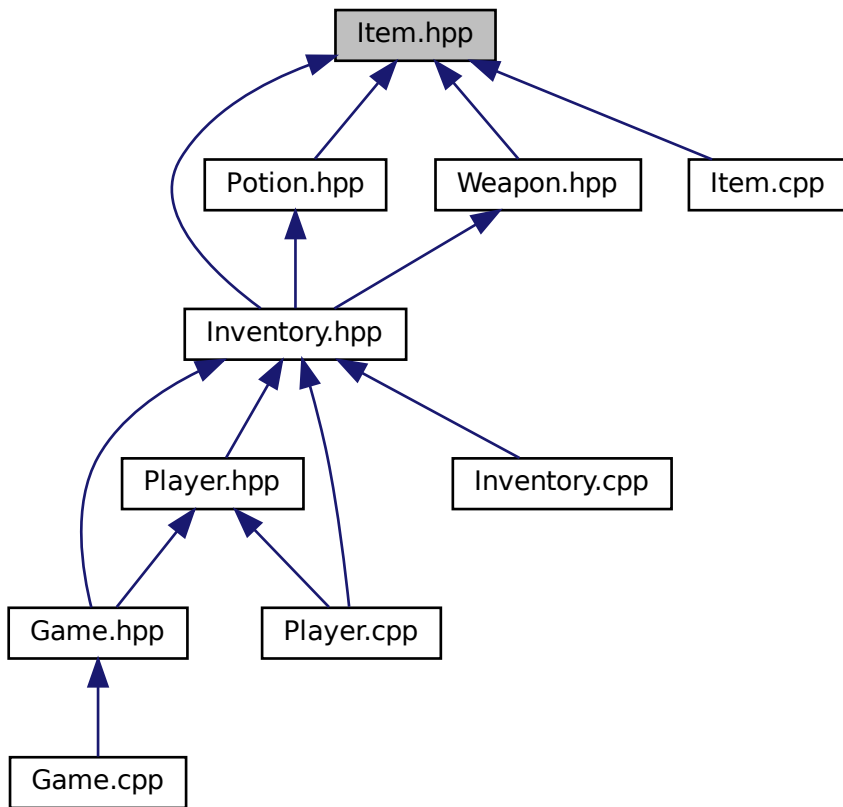 Item.hpp
Potion.hpp
Weapon.hpp
Item.cpp
Inventory.hpp
Player.hpp
Inventory.cpp
Game.hpp
Player.cpp
Game.cpp